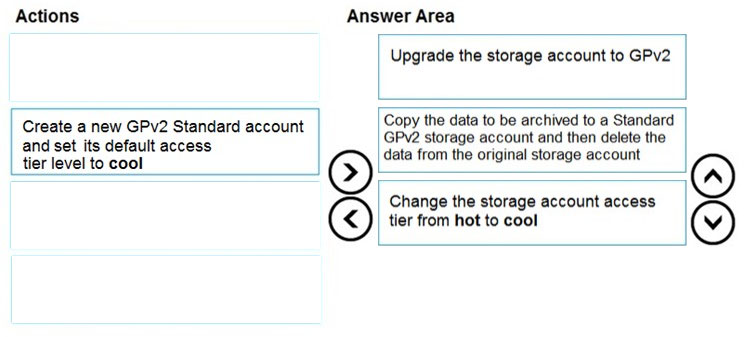 Actions
Answer Area
Create a new GPv2 Standard account
and set its default access
tier level to cool
Upgrade the storage account to GPv2
Copy the data to be archived to a Standard
GPv2 storage account and then delete the
data from the original storage account
Change the storage account access
tier from hot to cool